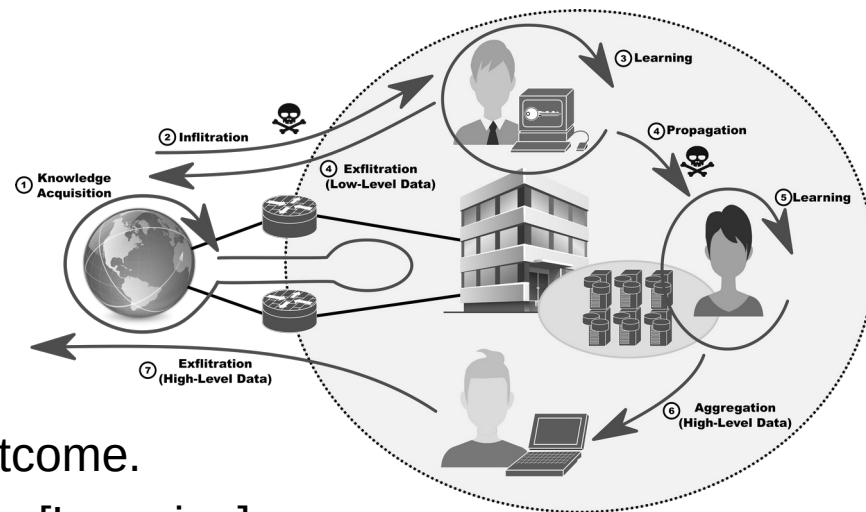 ③ Learning
② Inflitration
④ Propagation
④ Exflitration
(Low-Level Data)
① Knowledge
Acquisition
⑤ Learning
⑦ Exflitration
(High-Level Data)
⑥ Aggregation
(High-Level Data)
tcome.